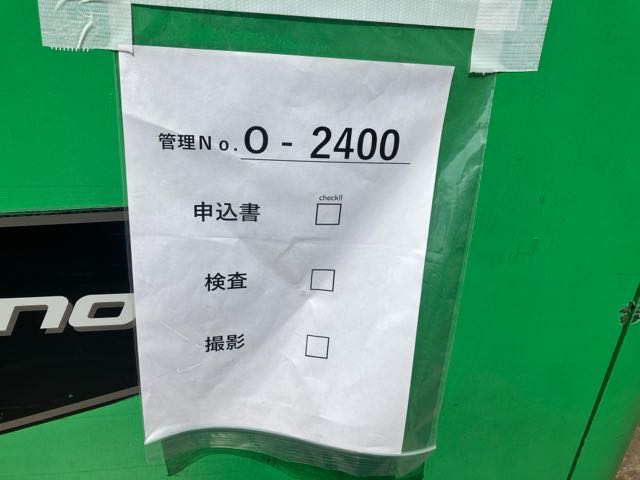 管理No. O - 2400
check!!
申込書 □
検査 □
撮影 □
no